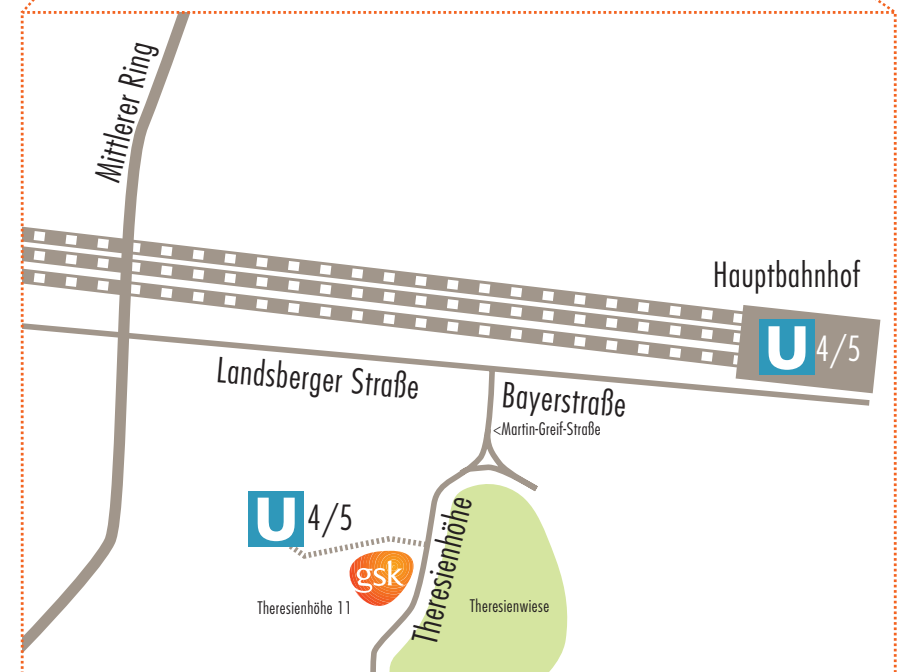 Mittlerer Ring
Hauptbahnhof
U 4/5
Landsberger Straße
Bayerstraße
<Martin-Greif-Straße
U 4/5
Theresienhöhe
gsk
Theresienhöhe 11
Theresienwiese